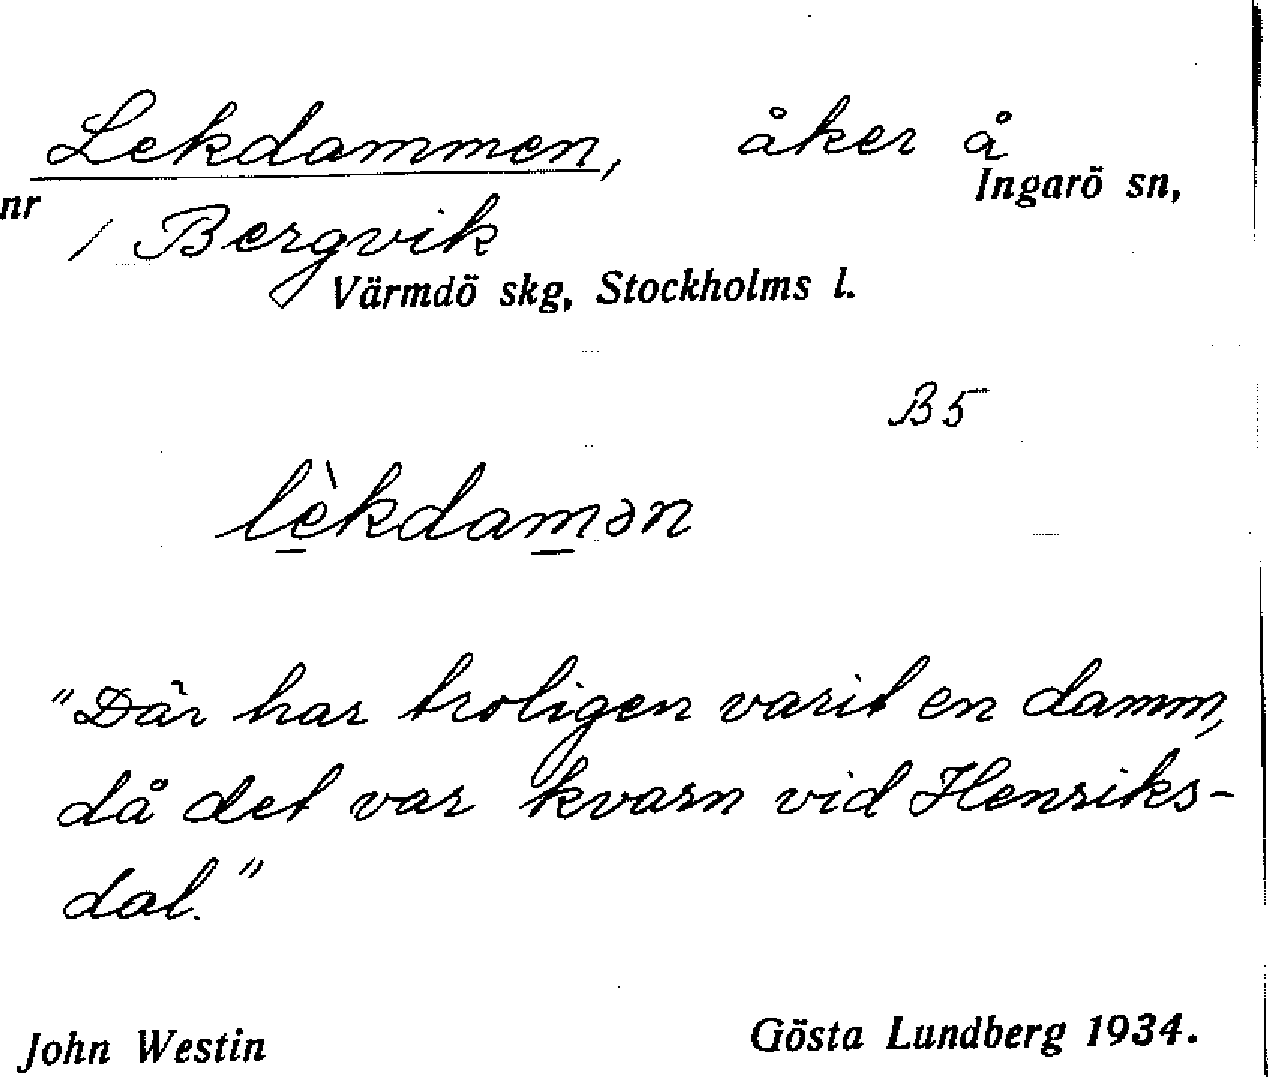 Lekdammen, åker å
Ingarö sn,
nr / Bergvik
Värmdö skg, Stockholms l.
B5
lèkdamən
"Där har troligen varit en damm,
då det var kvarn vid Henriks-
dal."
John Westin Gösta Lundberg 1934.